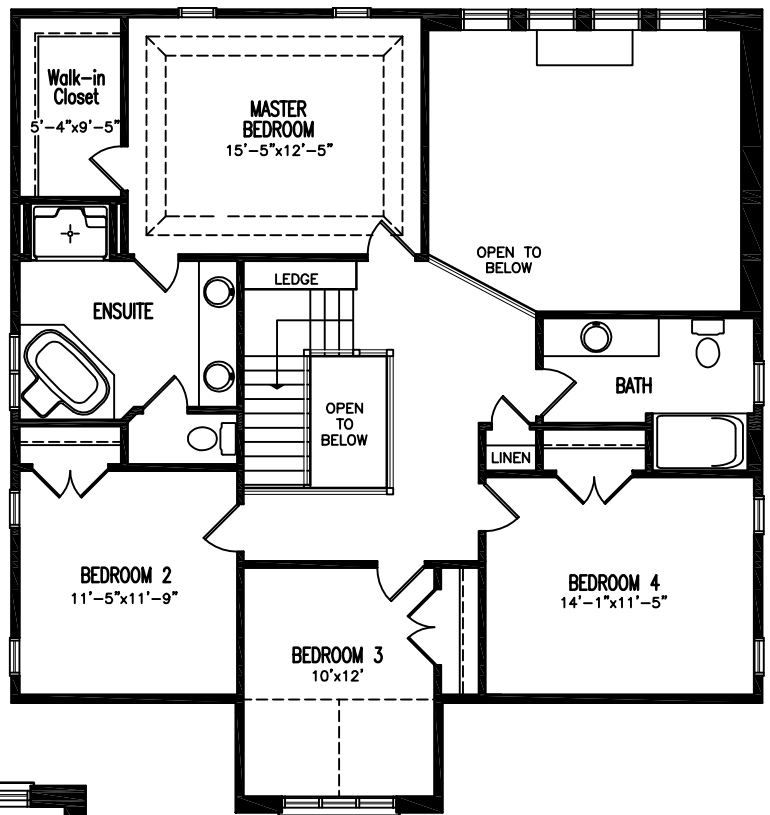 Walk-in
Closet
5'-4"x9'-5"
MASTER
BEDROOM
15'-5"x12'-5"
OPEN TO
BELOW
LEDGE
ENSUITE
OPEN
TO
BELOW
BATH
LINEN
BEDROOM 2
11'-5"x11'-9"
BEDROOM 4
14'-1"x11'-5"
BEDROOM 3
10'x12'